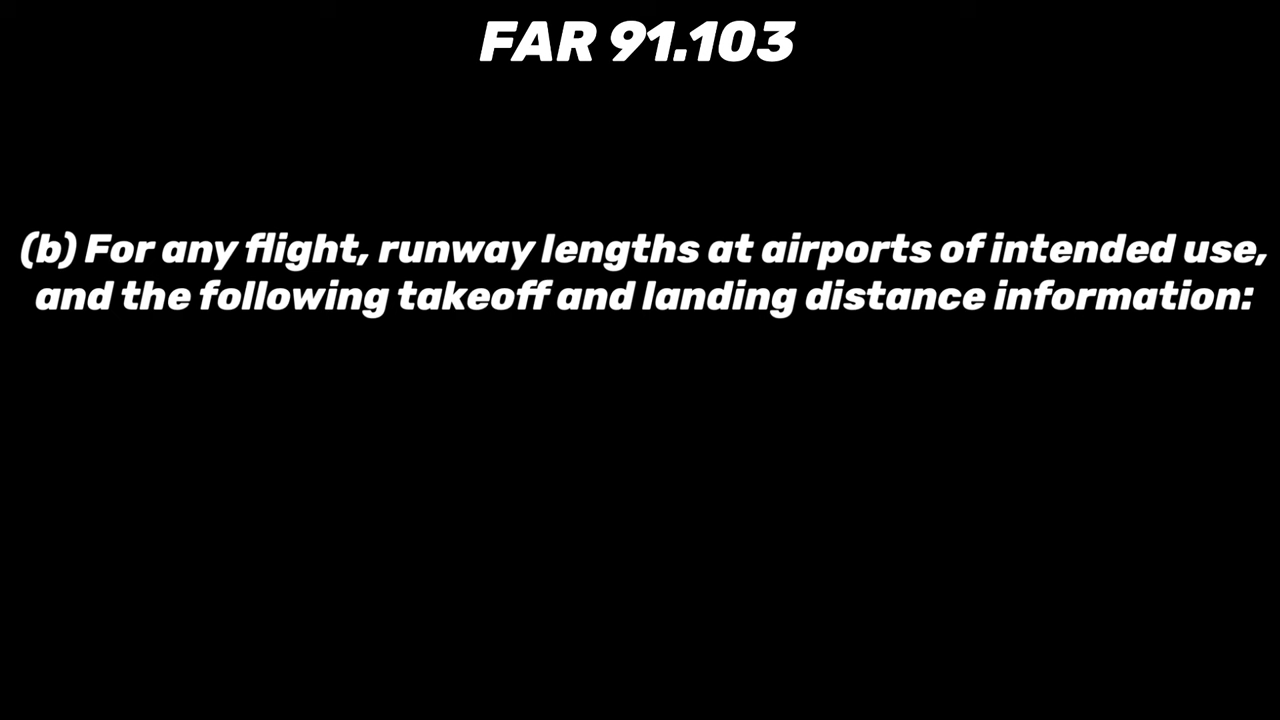 FAR 91.103
(b) For any flight, runway lengths at airports of intended use,
and the following takeoff and landing distance information: